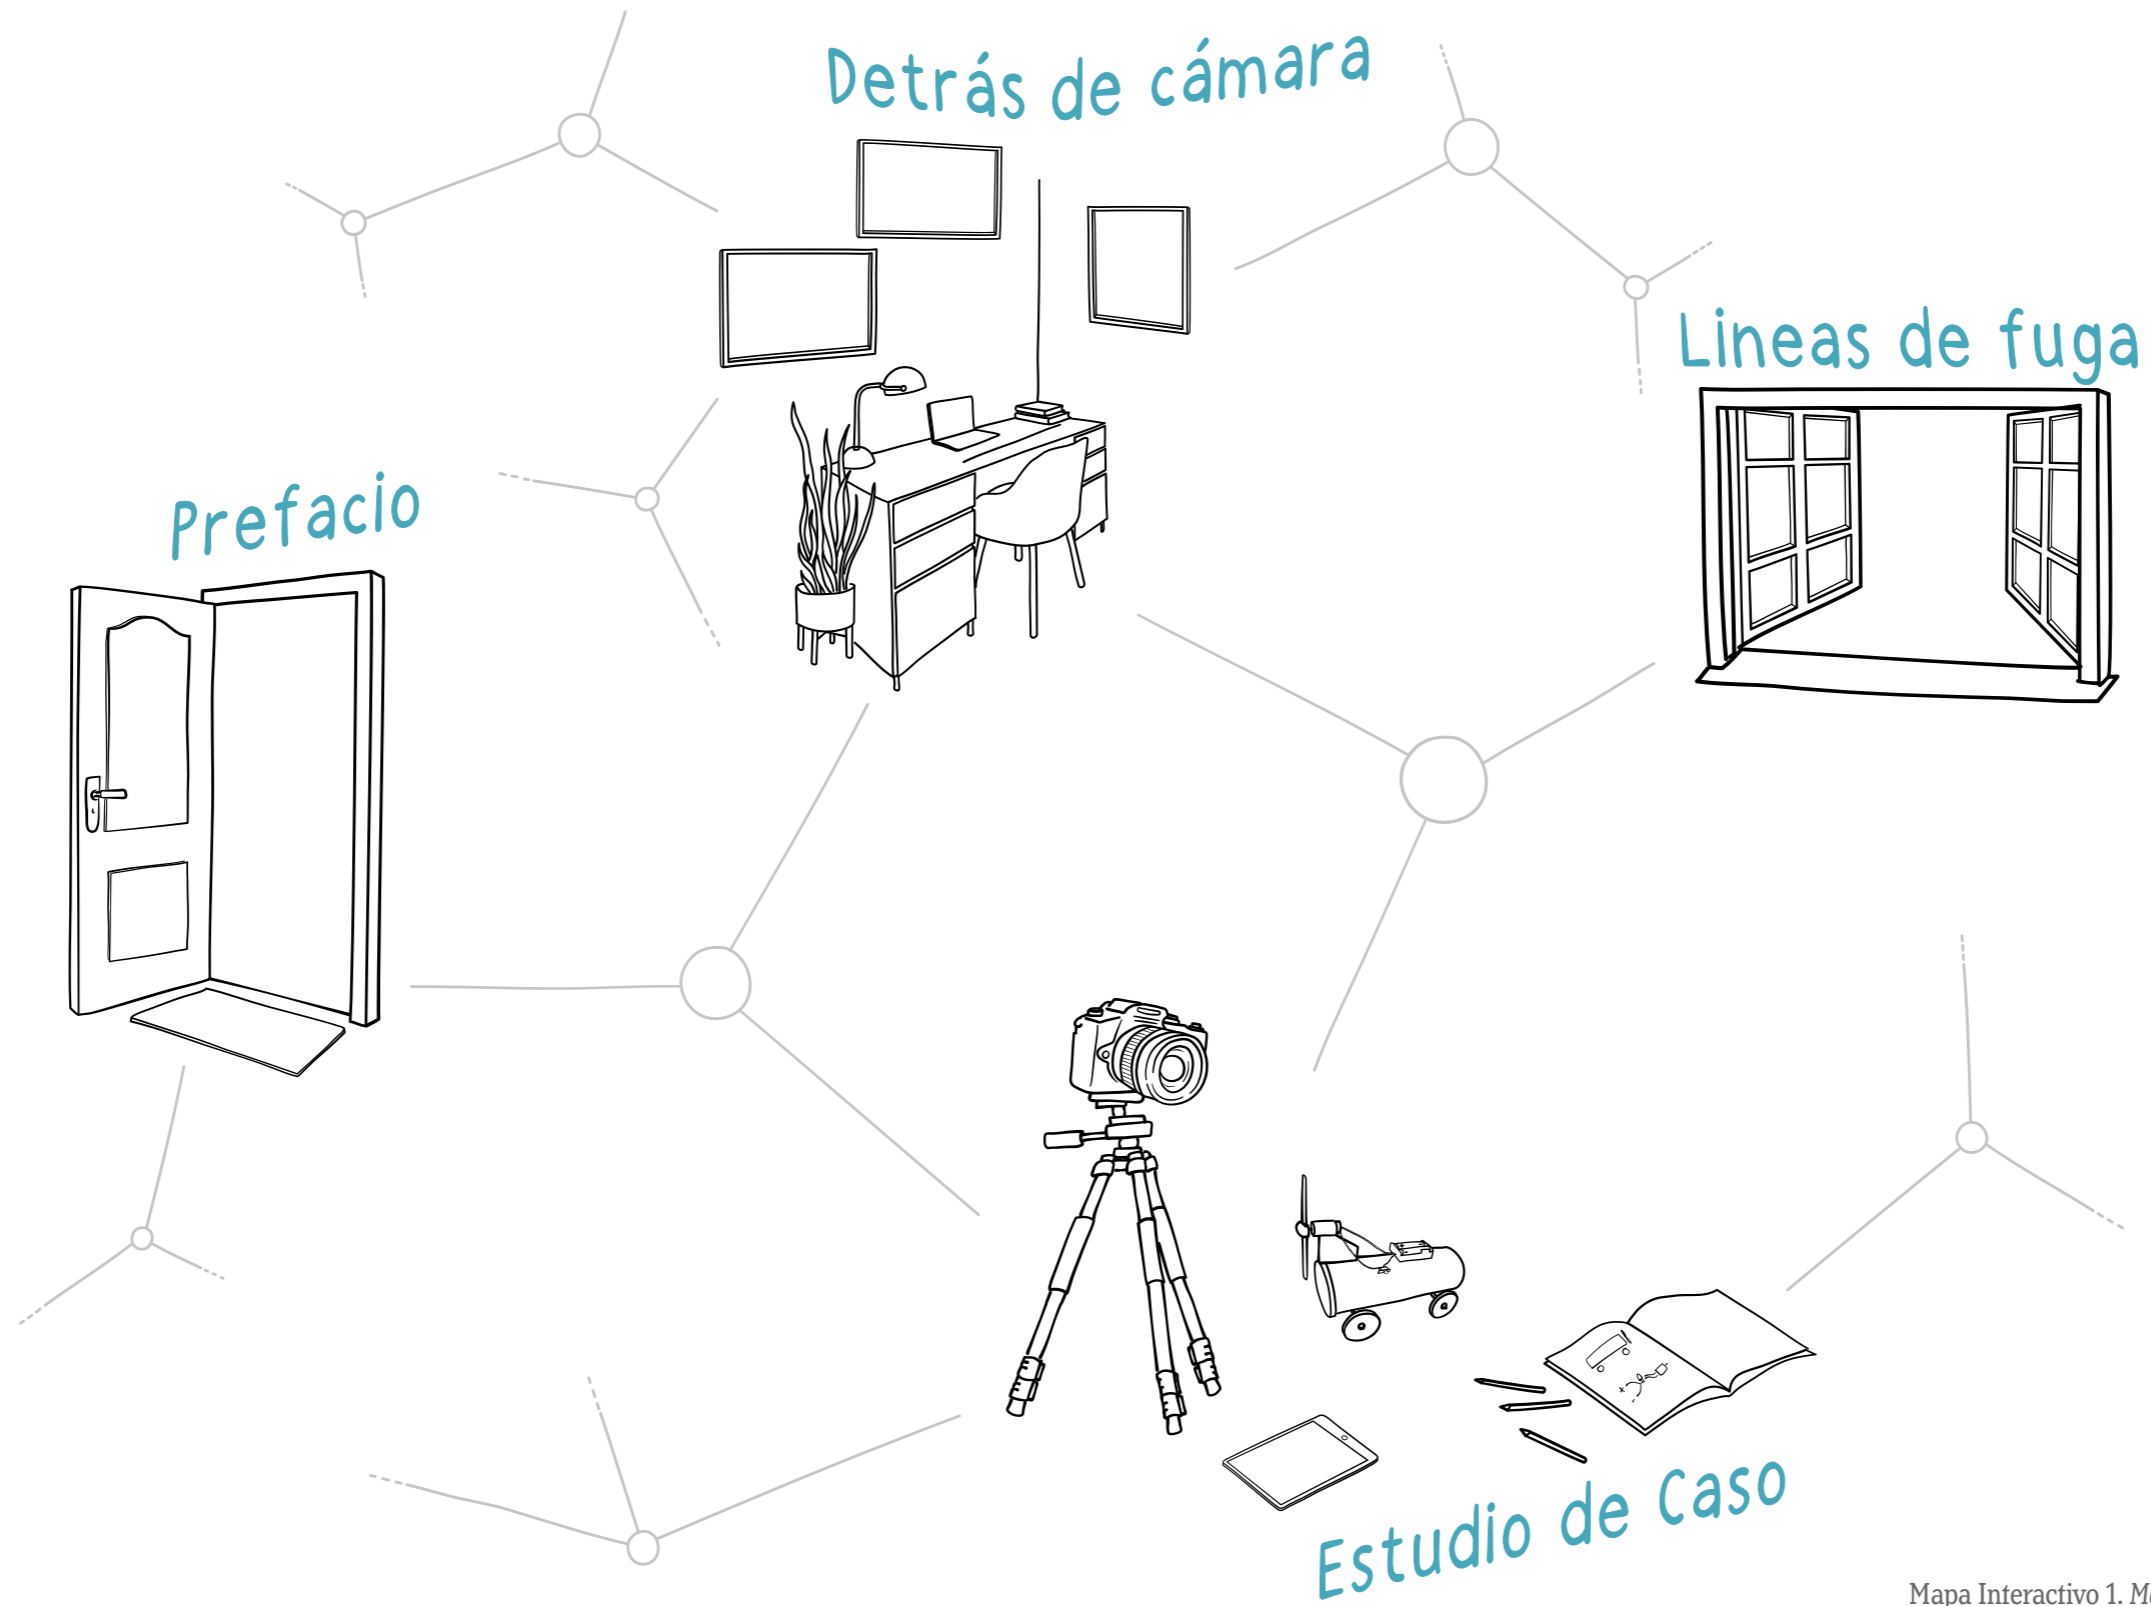 Detrás de cámara
Lineas de fuga
Prefacio
Estudio de Caso
Mapa Interactivo 1.